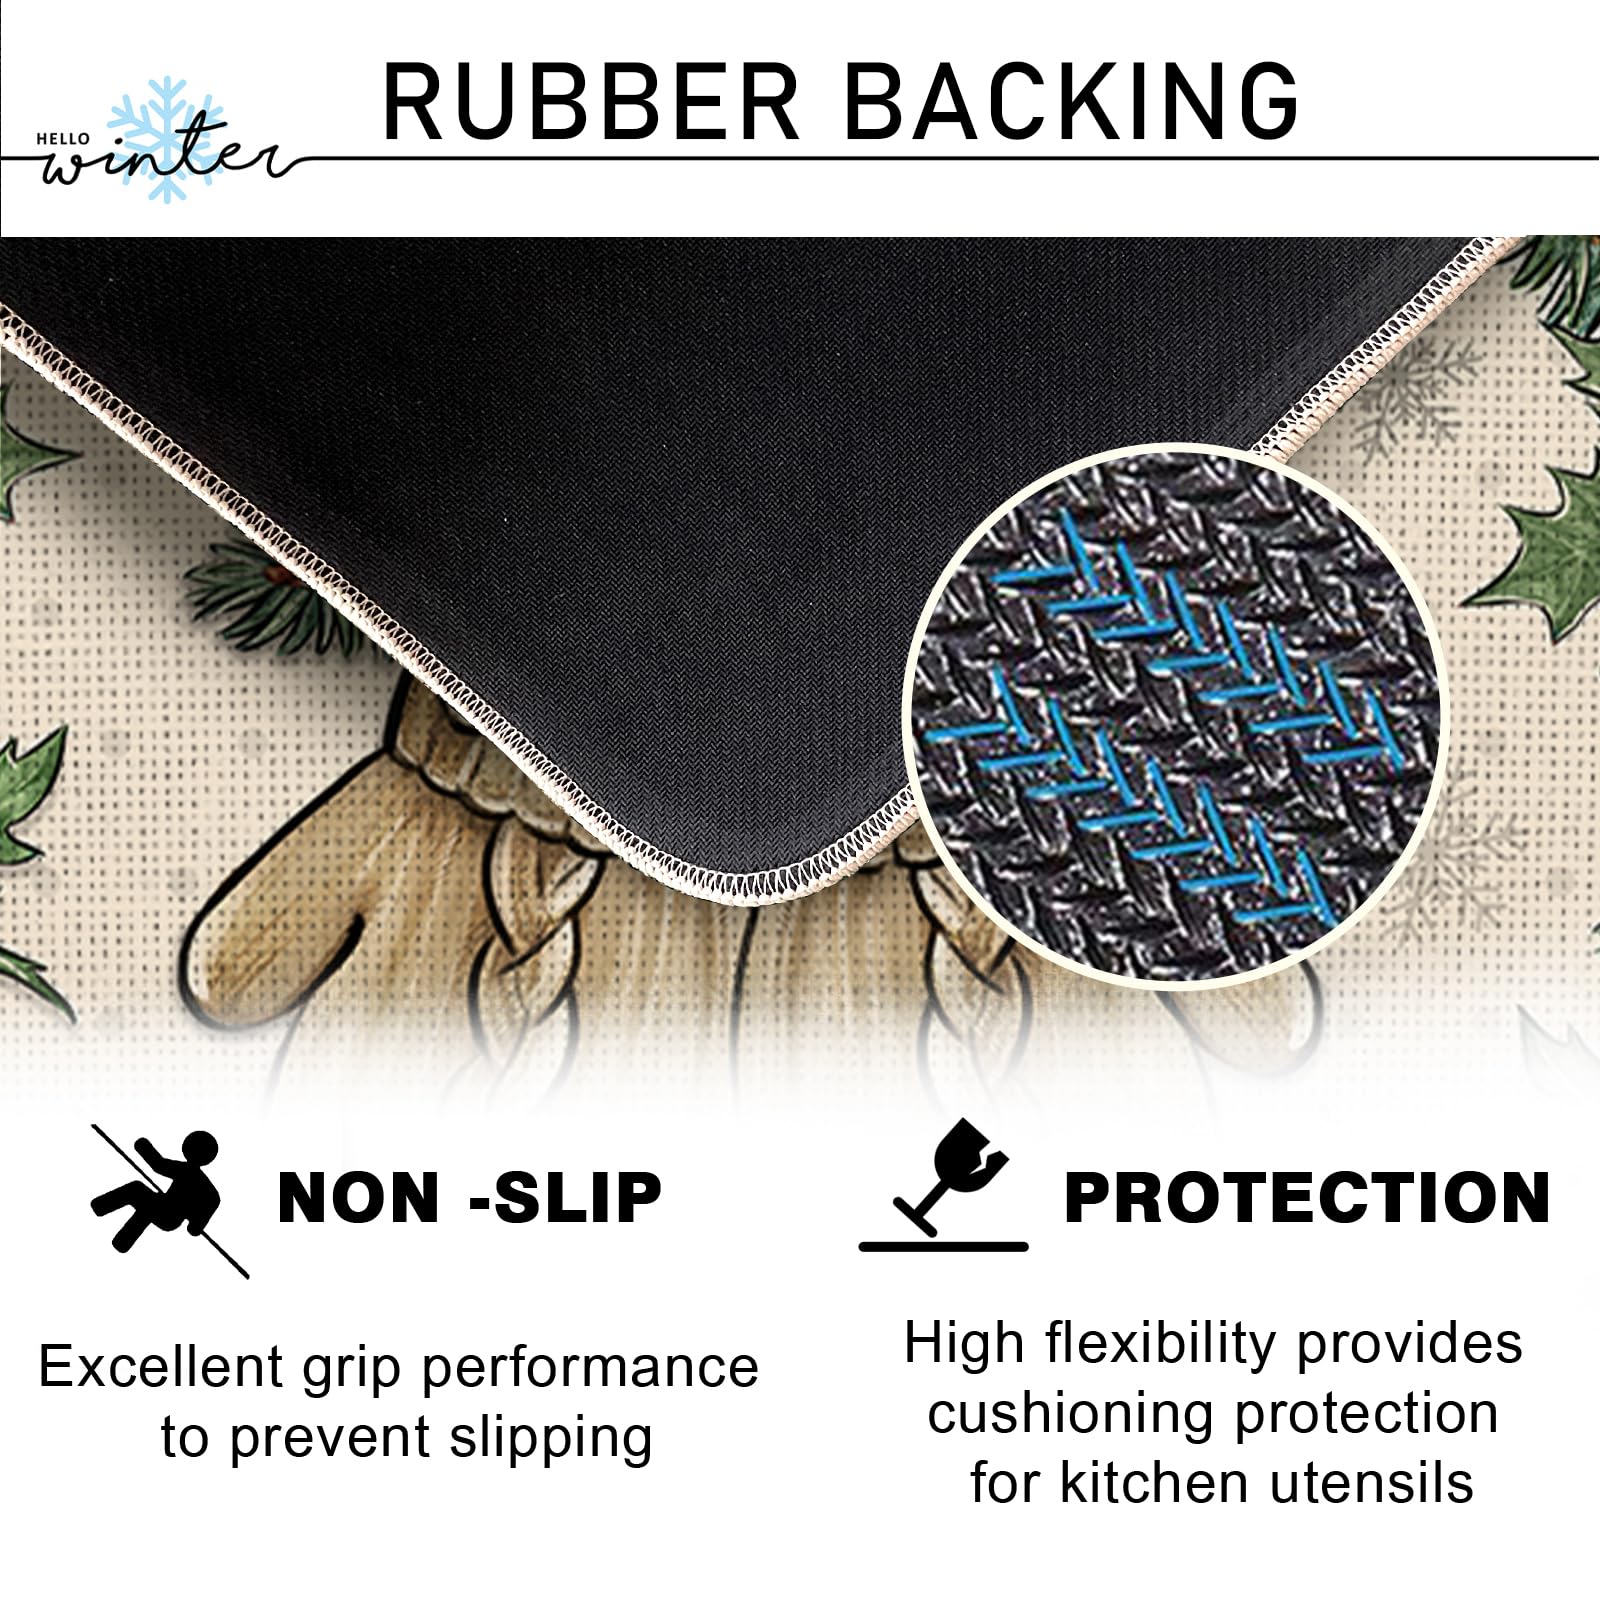 RUBBER BACKING
HELLO
winter
NON -SLIP
Excellent grip performance
to prevent slipping
PROTECTION
High flexibility provides
cushioning protection
for kitchen utensils